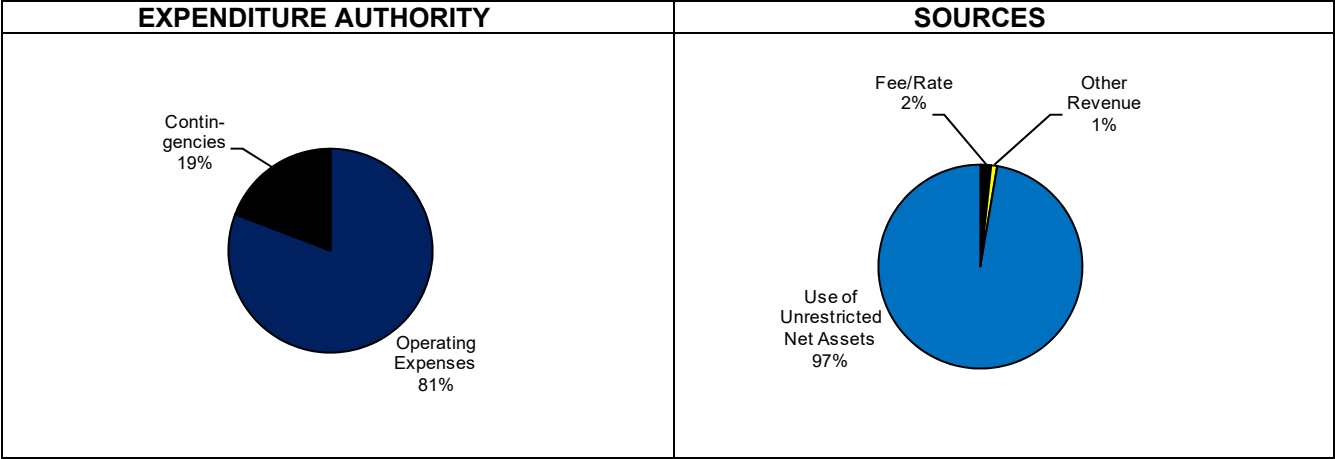 EXPENDITURE AUTHORITY
Contin-
gencies
19%
Operating
Expenses
81%
SOURCES
Fee/Rate
2%
Other
Revenue
1%
Use of
Unrestricted
Net Assets
97%